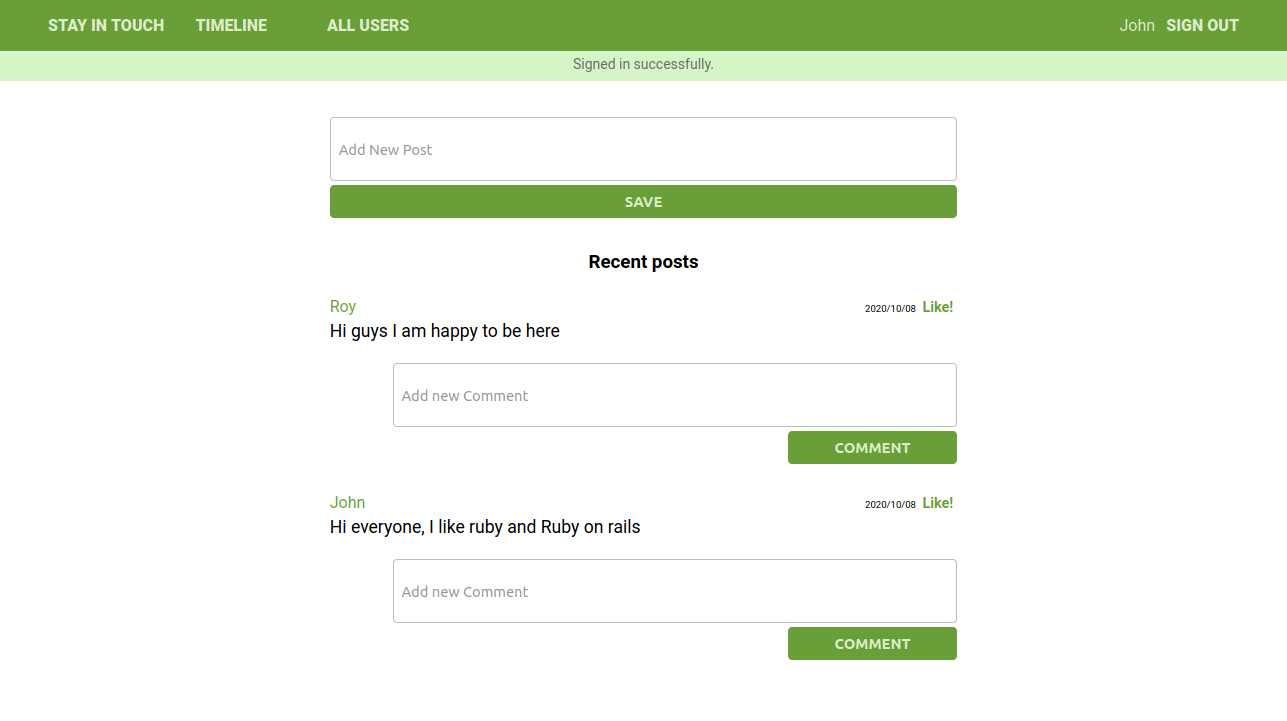 STAY IN TOUCH TIMELINE ALL USERS John SIGN OUT
Signed in successfully.
Add New Post
SAVE
Recent posts
Roy 2020/10/08 Like!
Hi guys I am happy to be here
Add new Comment
COMMENT
John 2020/10/08 Like!
Hi everyone, I like ruby and Ruby on rails
Add new Comment
COMMENT